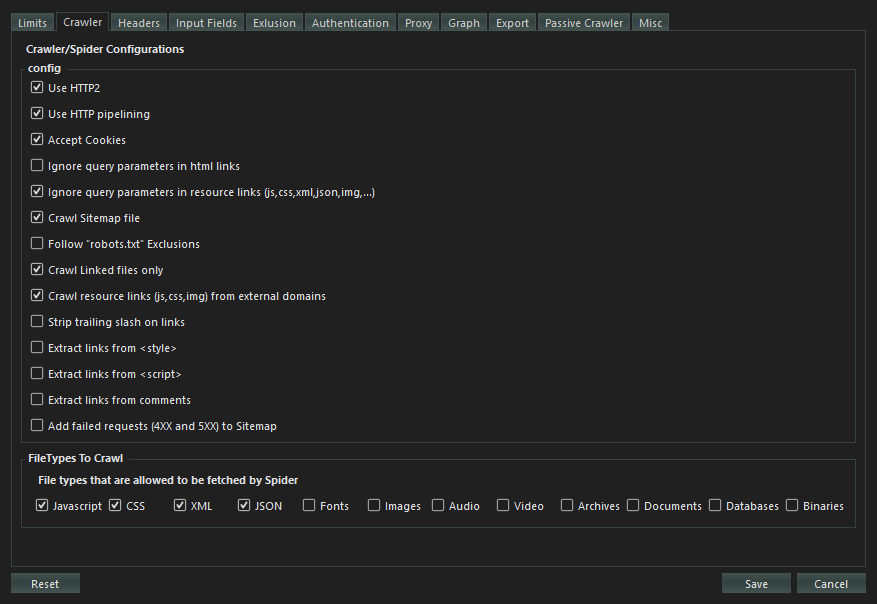 Limits Crawler Headers Input Fields Exlusion Authentication Proxy Graph Export Passive Crawler Misc
Crawler/Spider Configurations
config
Use HTTP2
Use HTTP pipelining
Accept Cookies
Ignore query parameters in html links
Ignore query parameters in resource links (js,css,xml,json,img,...)
Crawl Sitemap file
Follow "robots.txt" Exclusions
Crawl Linked files only
Crawl resource links (js,css,img) from external domains
Strip trailing slash on links
Extract links from <style>
Extract links from <script>
Extract links from comments
Add failed requests (4XX and 5XX) to Sitemap
FileTypes To Crawl
File types that are allowed to be fetched by Spider
Javascript CSS XML JSON Fonts Images Audio Video Archives Documents Databases Binaries
Reset Save Cancel